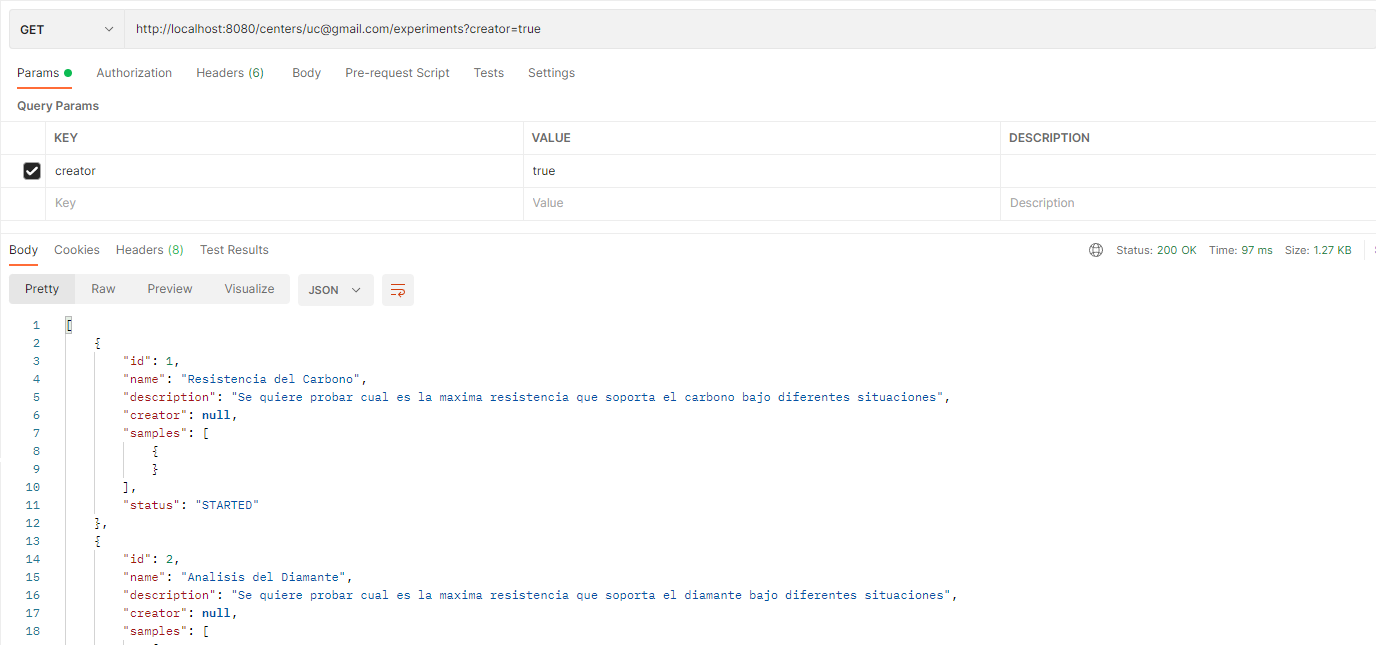 GET http://localhost:8080/centers/uc@gmail.com/experiments?creator=true
Params Authorization Headers (6) Body Pre-request Script Tests Settings
Query Params
KEY VALUE DESCRIPTION
creator true
Key Value Description
Body Cookies Headers (8) Test Results Status: 200 OK Time: 97 ms Size: 1.27 KB
Pretty Raw Preview Visualize JSON
1 [
2 {
3 "id": 1,
4 "name": "Resistencia del Carbono",
5 "description": "Se quiere probar cual es la maxima resistencia que soporta el carbono bajo diferentes situaciones",
6 "creator": null,
7 "samples": [
8 {
9 }
10 ],
11 "status": "STARTED"
12 },
13 {
14 "id": 2,
15 "name": "Analisis del Diamante",
16 "description": "Se quiere probar cual es la maxima resistencia que soporta el diamante bajo diferentes situaciones",
17 "creator": null,
18 "samples": [